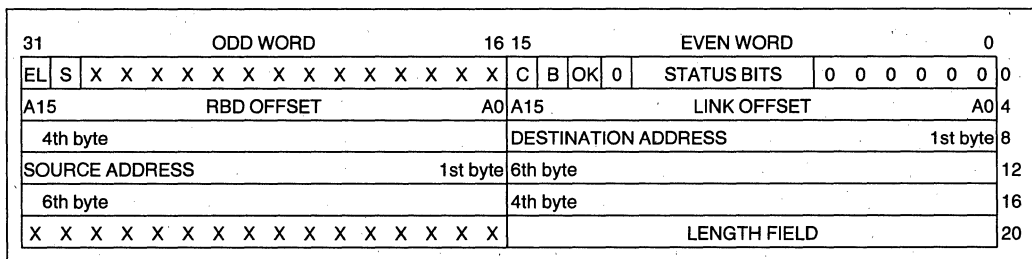 31 ODD WORD 16 15 EVEN WORD 0
EL S X X X X X X X X X X X X X X C B OK 0 STATUS BITS 0 0 0 0 0 0 0
A15 RBD OFFSET A0 A15 LINK OFFSET A0 4
4th byte DESTINATION ADDRESS 1st byte 8
SOURCE ADDRESS 1st byte 6th byte 12
6th byte 4th byte 16
X X X X X X X X X X X X X X X X LENGTH FIELD 20